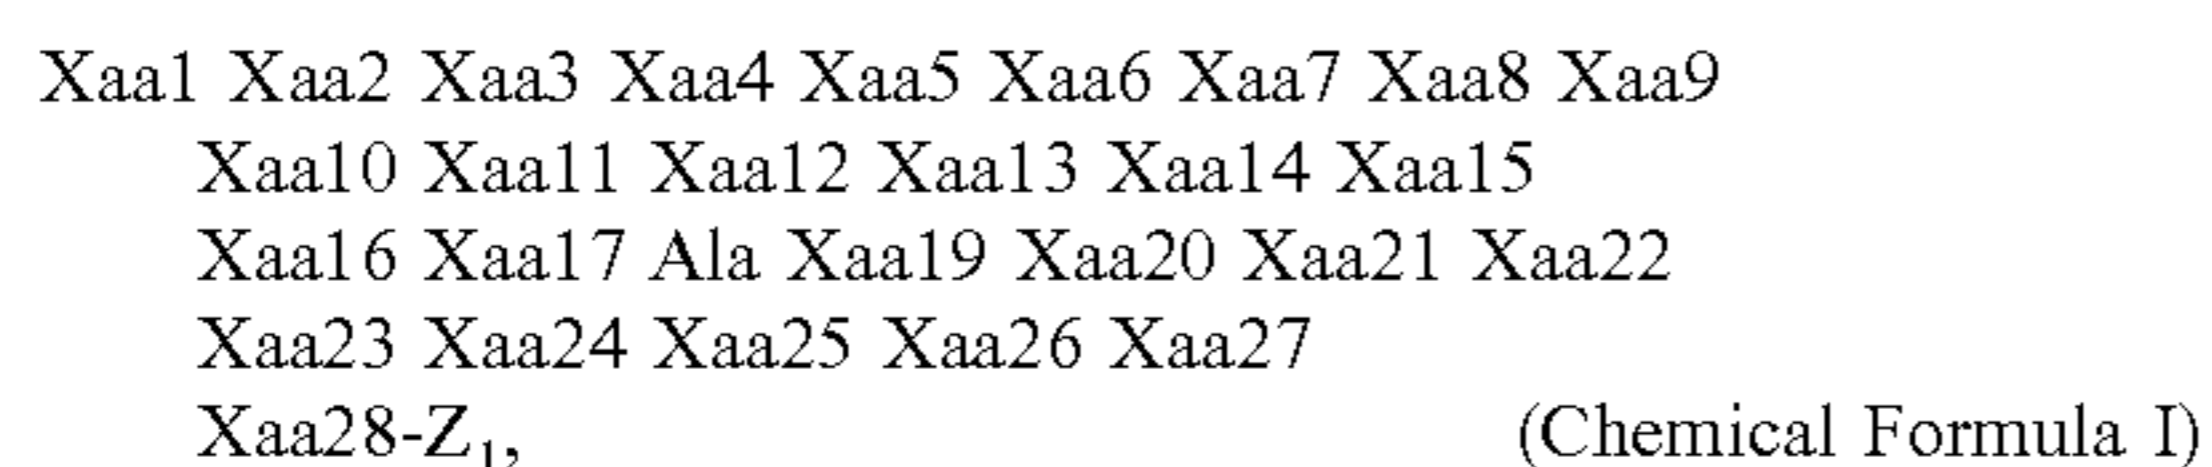 Xaa1 Xaa2 Xaa3 Xaa4 Xaa5 Xaa6 Xaa7 Xaa8 Xaa9
Xaa10 Xaa11 Xaa12 Xaa13 Xaa14 Xaa15
Xaa16 Xaa17 Ala Xaa19 Xaa20 Xaa21 Xaa22
Xaa23 Xaa24 Xaa25 Xaa26 Xaa27
Xaa28-Z₁, (Chemical Formula I)